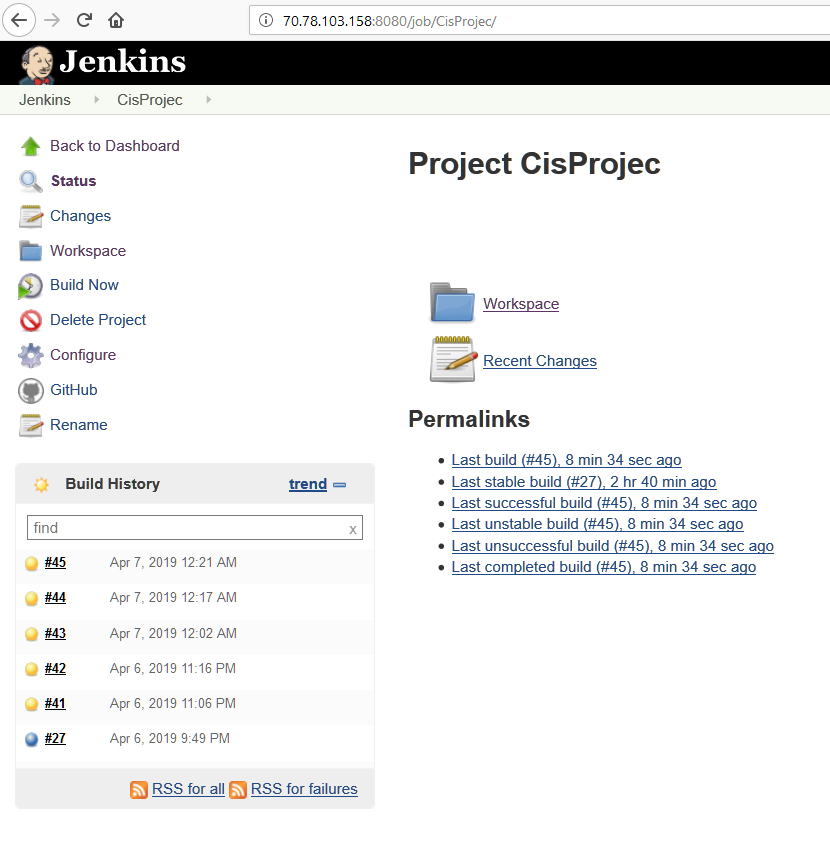 70.78.103.158:8080/job/CisProjec/
Jenkins
Jenkins CisProjec
Back to Dashboard
Status
Changes
Workspace
Build Now
Delete Project
Configure
GitHub
Rename
Build History trend
find x
#45 Apr 7, 2019 12:21 AM
#44 Apr 7, 2019 12:17 AM
#43 Apr 7, 2019 12:02 AM
#42 Apr 6, 2019 11:16 PM
#41 Apr 6, 2019 11:06 PM
#27 Apr 6, 2019 9:49 PM
RSS for all RSS for failures
Project CisProjec
Workspace
Recent Changes
Permalinks
Last build (#45), 8 min 34 sec ago
Last stable build (#27), 2 hr 40 min ago
Last successful build (#45), 8 min 34 sec ago
Last unstable build (#45), 8 min 34 sec ago
Last unsuccessful build (#45), 8 min 34 sec ago
Last completed build (#45), 8 min 34 sec ago